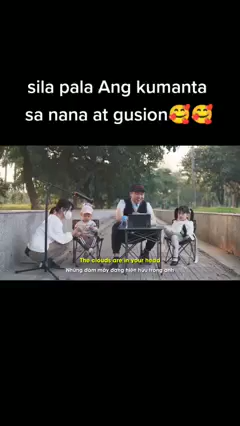 sila pala Ang kumanta
sa nana at gusion🥰🥰
The clouds are in your head
Những đám mây đang hiện hữu trong anh